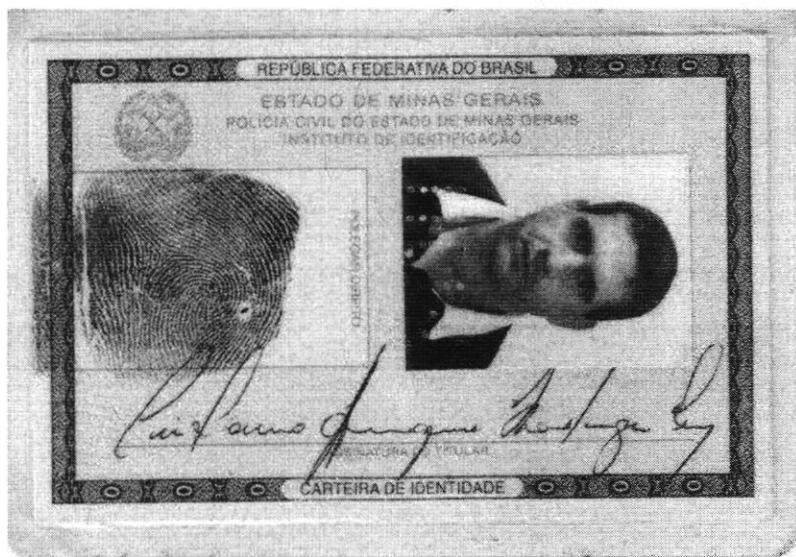 REPÚBLICA FEDERATIVA DO BRASIL
ESTADO DE MINAS GERAIS
POLÍCIA CIVIL DO ESTADO DE MINAS GERAIS
INSTITUTO DE IDENTIFICAÇÃO
POLEGAR DIREITO
ASSINATURA DO TITULAR
CARTEIRA DE IDENTIDADE